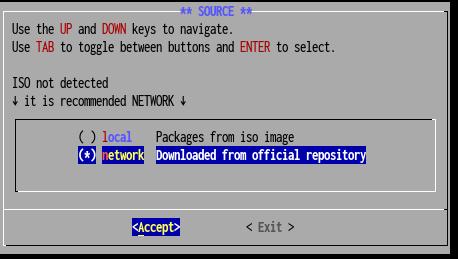 ** SOURCE **
Use the UP and DOWN keys to navigate.
Use TAB to toggle between buttons and ENTER to select.
ISO not detected
↓ it is recommended NETWORK ↓
( ) local Packages from iso image
(*) network Downloaded from official repository
<Accept> < Exit >